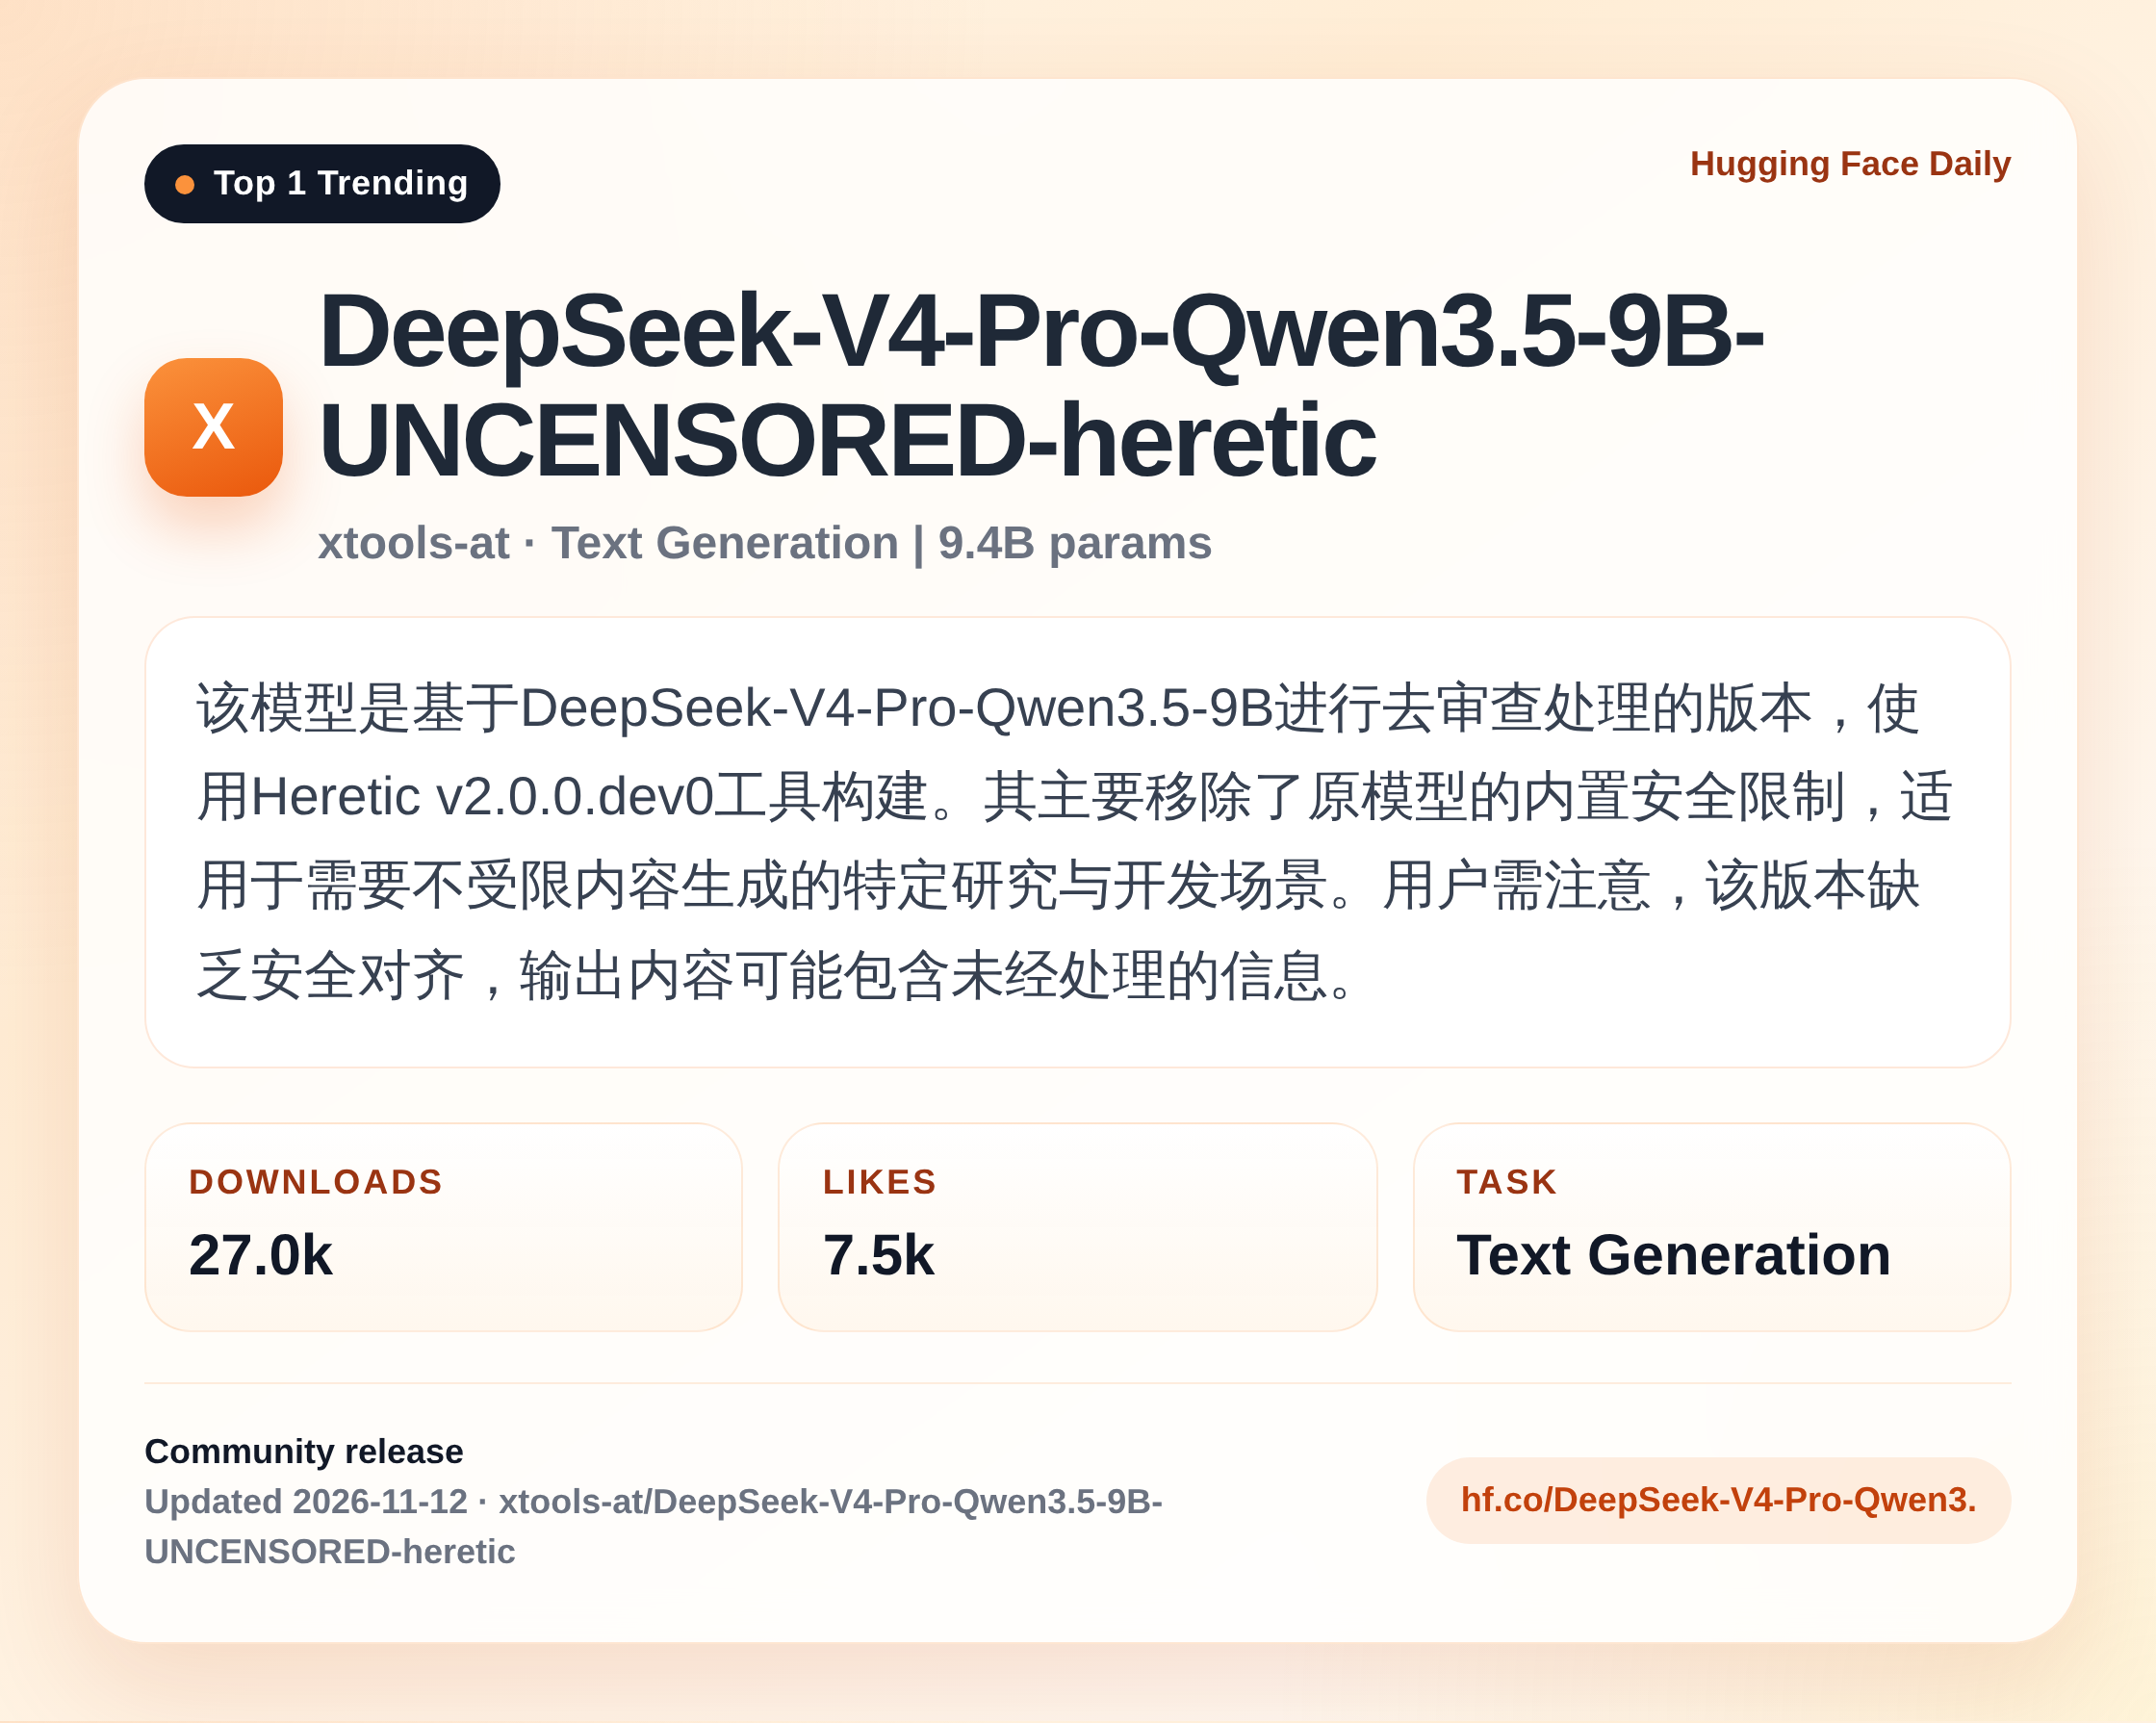 Top 1 Trending
Hugging Face Daily
X
DeepSeek-V4-Pro-Qwen3.5-9B-
UNCENSORED-heretic
xtools-at · Text Generation | 9.4B params
该模型是基于DeepSeek-V4-Pro-Qwen3.5-9B进行去审查处理的版本，使
用Heretic v2.0.0.dev0工具构建。其主要移除了原模型的内置安全限制，适
用于需要不受限内容生成的特定研究与开发场景。用户需注意，该版本缺
乏安全对齐，输出内容可能包含未经处理的信息。
DOWNLOADS
27.0k
LIKES
7.5k
TASK
Text Generation
Community release
Updated 2026-11-12 · xtools-at/DeepSeek-V4-Pro-Qwen3.5-9B-
UNCENSORED-heretic
hf.co/DeepSeek-V4-Pro-Qwen3.